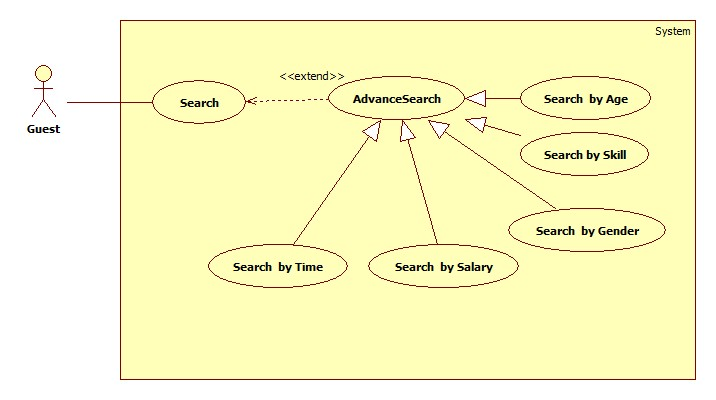 System
<<extend>>
Search
AdvanceSearch
Search by Age
Guest
Search by Skill
Search by Gender
Search by Time
Search by Salary